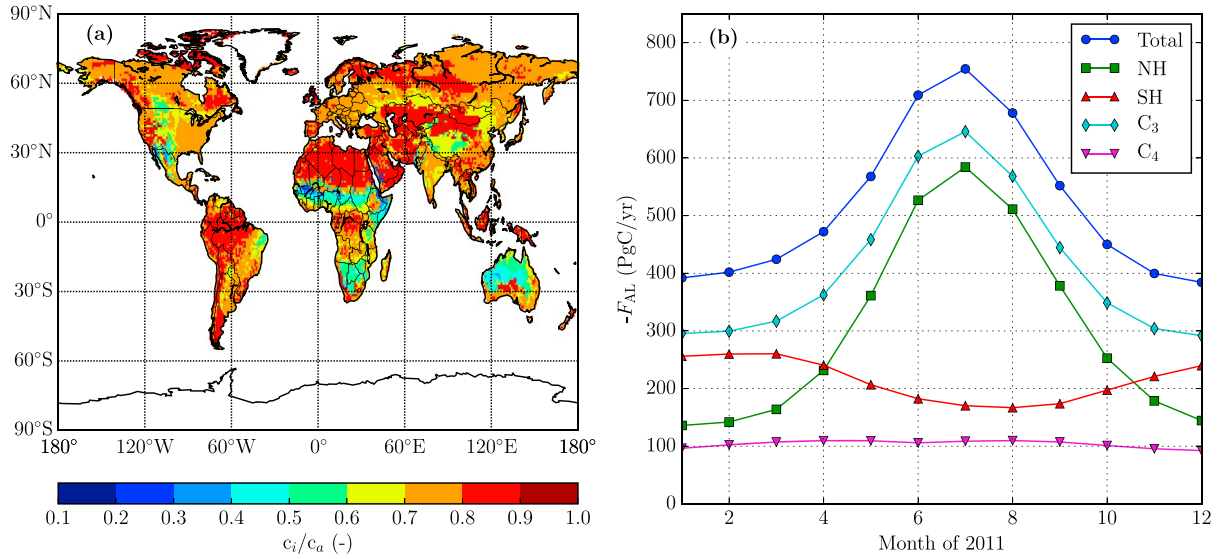 90°N
60°N
30°N
0°
30°S
60°S
90°S
(a)
180° 120°W 60°W 0° 60°E 120°E 180°
0.1 0.2 0.3 0.4 0.5 0.6 0.7 0.8 0.9 1.0
c_i/c_a (-)
(b)
800
700
600
500
400
300
200
100
0
-F_AL (PgC/yr)
Total
NH
SH
C₃
C₄
2 4 6 8 10 12
Month of 2011